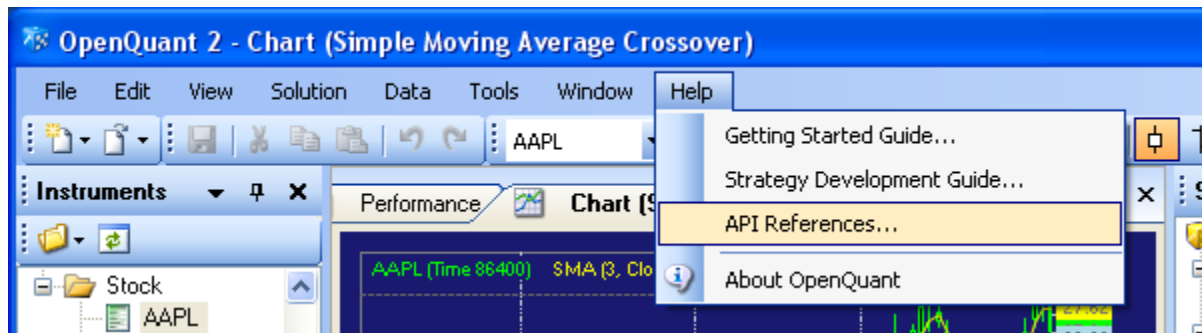 OpenQuant 2 - Chart (Simple Moving Average Crossover)
File Edit View Solution Data Tools Window Help
AAPL
Getting Started Guide...
Strategy Development Guide...
API References...
About OpenQuant
Instruments
Performance Chart (S
AAPL (Time 86400) SMA (3, Clo
Stock
AAPL